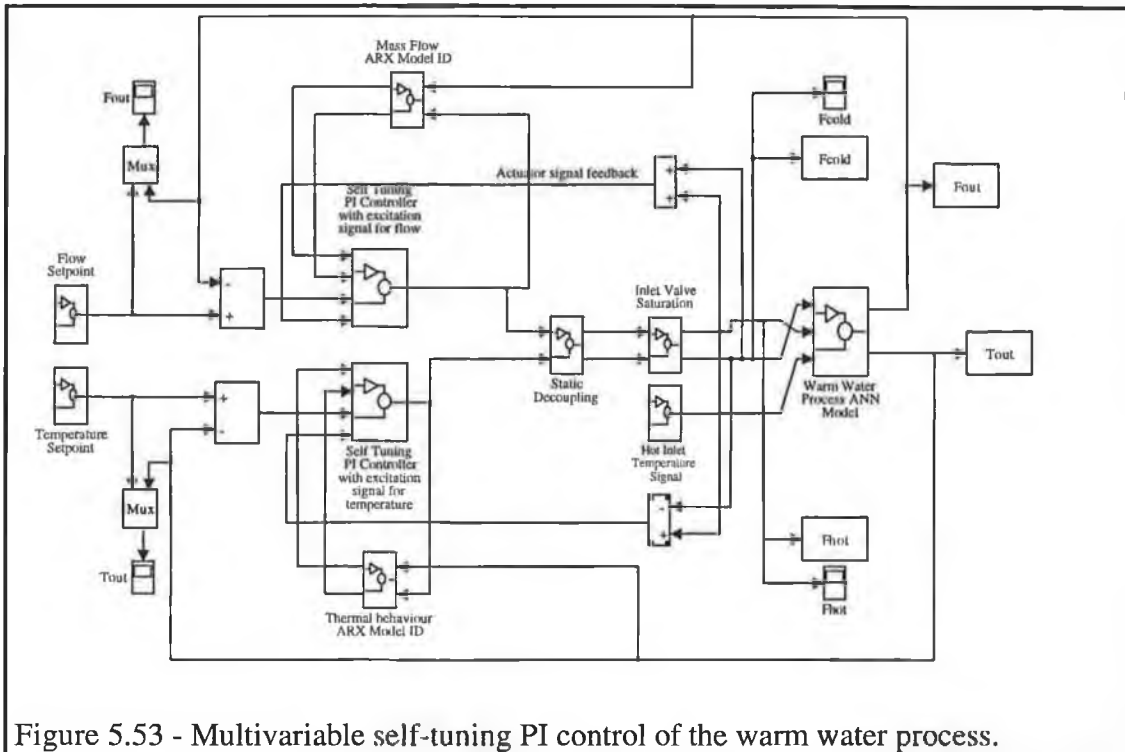 Mass Flow
ARX Model ID
Fout
Mux
Fcold
Fcold
Actuator signal feedback
+
+
Fout
Self Tuning
PI Controller
with excitation
signal for flow
Flow
Setpoint
-
+
Inlet Valve
Saturation
Static
Decoupling
Tout
Warm Water
Process ANN
Model
Temperature
Setpoint
+
-
Self Tuning
PI Controller
with excitation
signal for
temperature
Hot Inlet
Temperature
Signal
Mux
-
+
Fhot
Tout
Fhot
Thermal behaviour
ARX Model ID
Figure 5.53 - Multivariable self-tuning PI control of the warm water process.